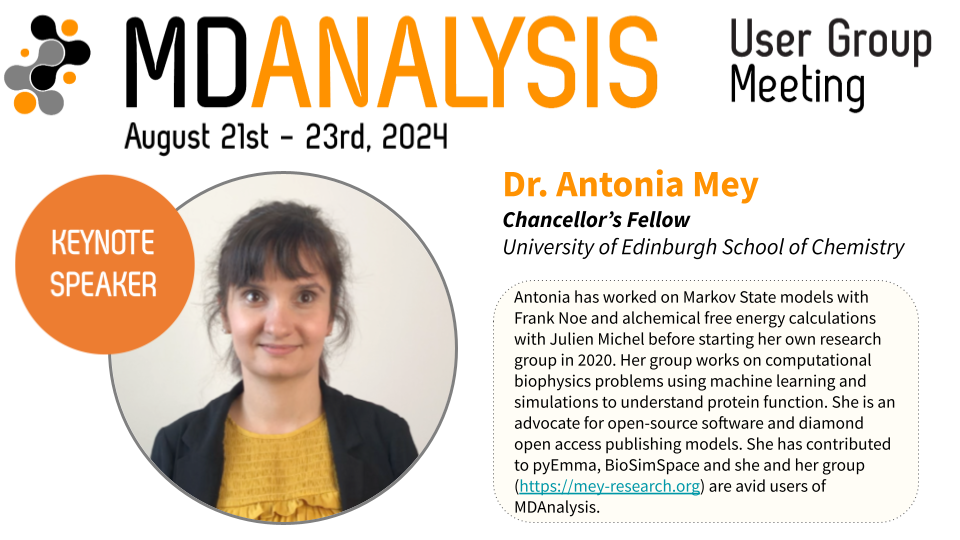 MDANALYSIS
User Group
Meeting
August 21st - 23rd, 2024
KEYNOTE
SPEAKER
Dr. Antonia Mey
Chancellor’s Fellow
University of Edinburgh School of Chemistry
Antonia has worked on Markov State models with
Frank Noe and alchemical free energy calculations
with Julien Michel before starting her own research
group in 2020. Her group works on computational
biophysics problems using machine learning and
simulations to understand protein function. She is an
advocate for open-source software and diamond
open access publishing models. She has contributed
to pyEmma, BioSimSpace and she and her group
(https://mey-research.org) are avid users of
MDAnalysis.